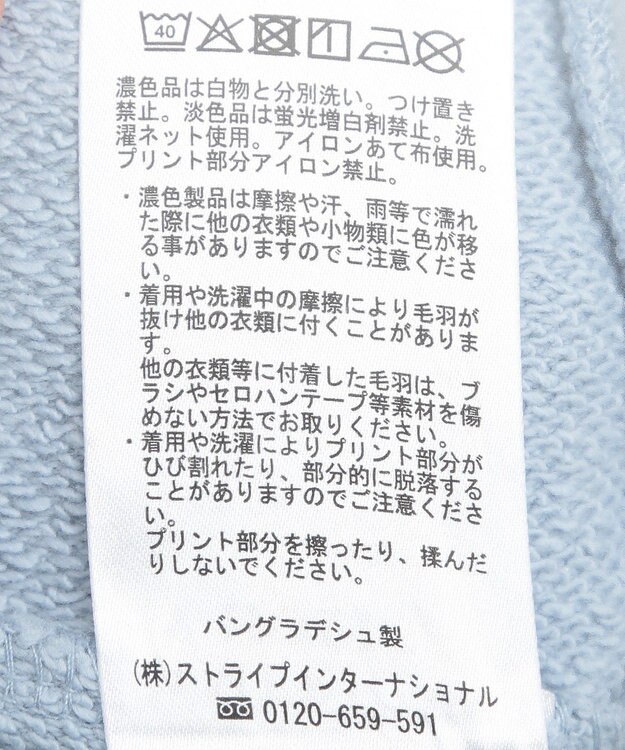 40
濃色品は白物と分別洗い。つけ置き
禁止。淡色品は蛍光増白剤禁止。洗
濯ネット使用。アイロンあて布使用。
プリント部分アイロン禁止。
・濃色製品は摩擦や汗、雨等で濡れ
た際に他の衣類や小物類に色が移
る事がありますのでご注意くださ
い。
・着用や洗濯中の摩擦により毛羽が
抜け他の衣類に付くことがありま
す。
他の衣類等に付着した毛羽は、ブ
ラシやセロハンテープ等素材を傷
めない方法でお取りください。
・着用や洗濯によりプリント部分が
ひび割れたり、部分的に脱落する
ことがありますのでご注意くださ
い。
プリント部分を擦ったり、揉んだ
りしないでください。
バングラデシュ製
(株)ストライプインターナショナル
0120-659-591